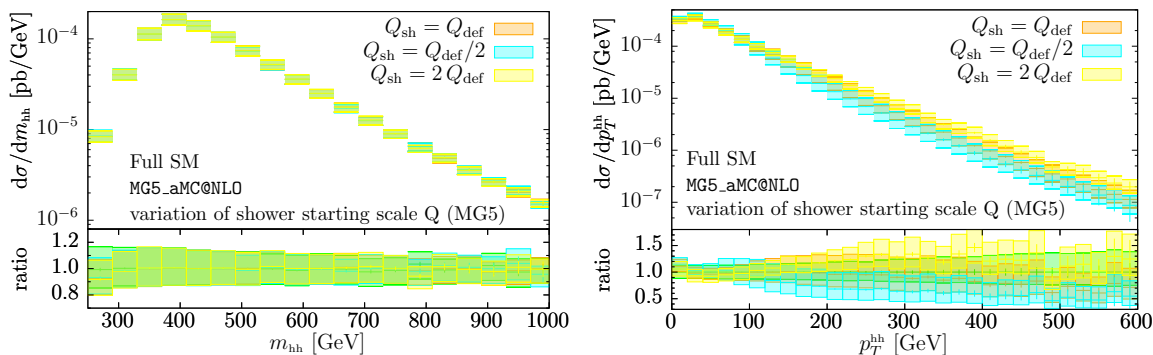 10⁻⁴
10⁻⁵
10⁻⁶
dσ/dm_hh [pb/GeV]
Q_sh = Q_def
Q_sh = Q_def/2
Q_sh = 2 Q_def
Full SM
MG5_aMC@NLO
variation of shower starting scale Q (MG5)
ratio
1.2
1.0
0.8
300 400 500 600 700 800 900 1000
m_hh [GeV]
10⁻⁴
10⁻⁵
10⁻⁶
10⁻⁷
dσ/dp_T^hh [pb/GeV]
Q_sh = Q_def
Q_sh = Q_def/2
Q_sh = 2 Q_def
Full SM
MG5_aMC@NLO
variation of shower starting scale Q (MG5)
ratio
1.5
1.0
0.5
0 100 200 300 400 500 600
p_T^hh [GeV]